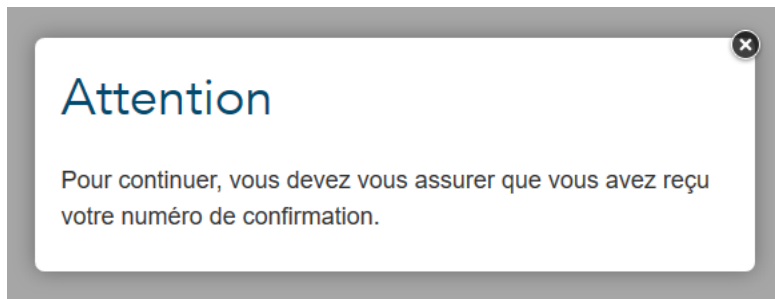 Attention
Pour continuer, vous devez vous assurer que vous avez reçu
votre numéro de confirmation.